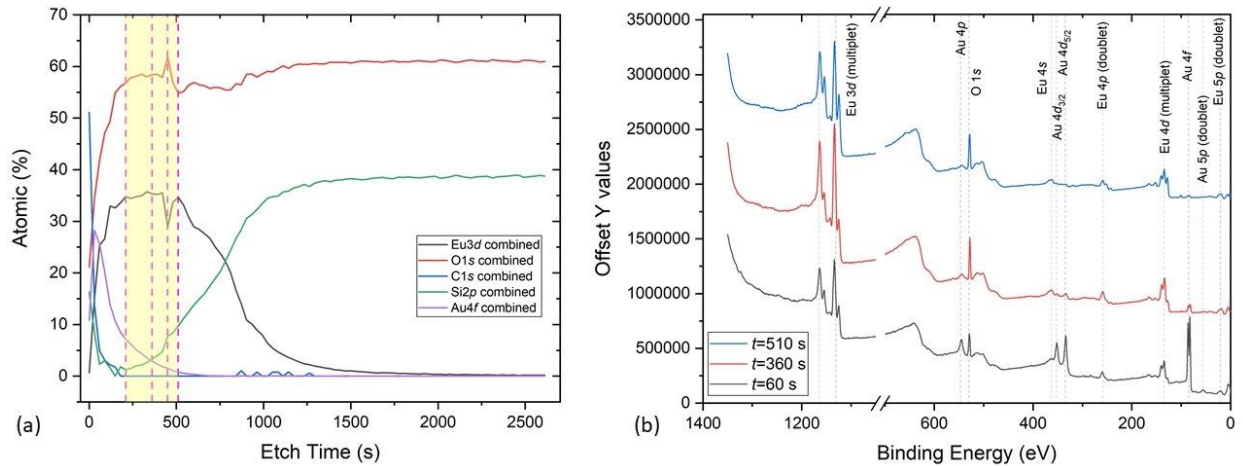 70
60
50
40
30
20
10
0
Atomic (%)
Eu3d combined
O1s combined
C1s combined
Si2p combined
Au4f combined
0 500 1000 1500 2000 2500
Etch Time (s)
(a)
3500000
3000000
2500000
2000000
1500000
1000000
500000
0
Offset Y values
Eu 3d (multiplet)
Au 4p
O 1s
Eu 4s
Au 4d3/2
Au 4d5/2
Eu 4p (doublet)
Eu 4d (multiplet)
Au 4f
Au 5p (doublet)
Eu 5p (doublet)
t=510 s
t=360 s
t=60 s
1400 1200 600 400 200 0
Binding Energy (eV)
(b)